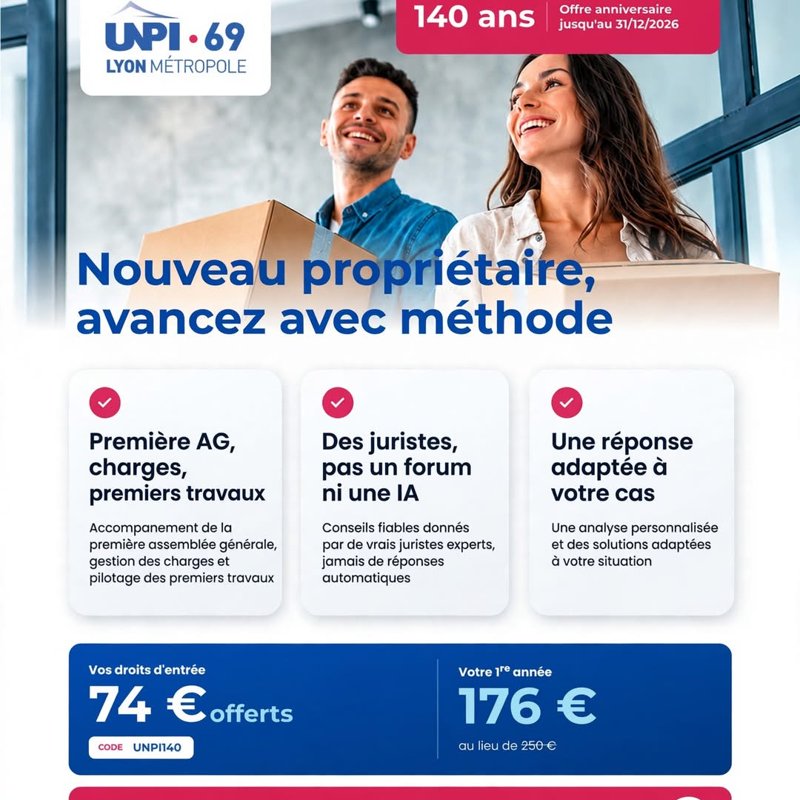 UNPI • 69
LYON MÉTROPOLE
140 ans
Offre anniversaire
jusqu'au 31/12/2026
Nouveau propriétaire,
avancez avec méthode
Première AG,
charges,
premiers travaux
Accompanement de la
première assemblée générale,
gestion des charges et
pilotage des premiers travaux
Des juristes,
pas un forum
ni une IA
Conseils fiables donnés
par de vrais juristes experts,
jamais de réponses
automatiques
Une réponse
adaptée à
votre cas
Une analyse personnalisée
et des solutions adaptées
à votre situation
Vos droits d'entrée
74 € offerts
CODE UNPI140
Votre 1re année
176 €
au lieu de 250 €